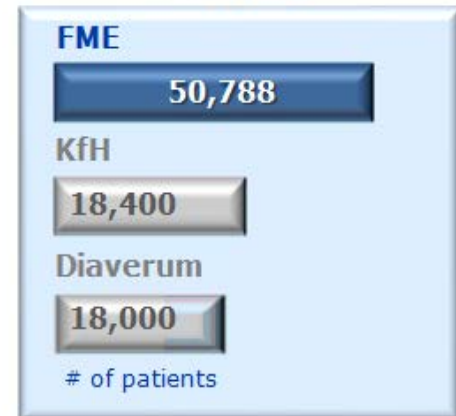 FME
50,788
KfH
18,400
Diaverum
18,000
# of patients